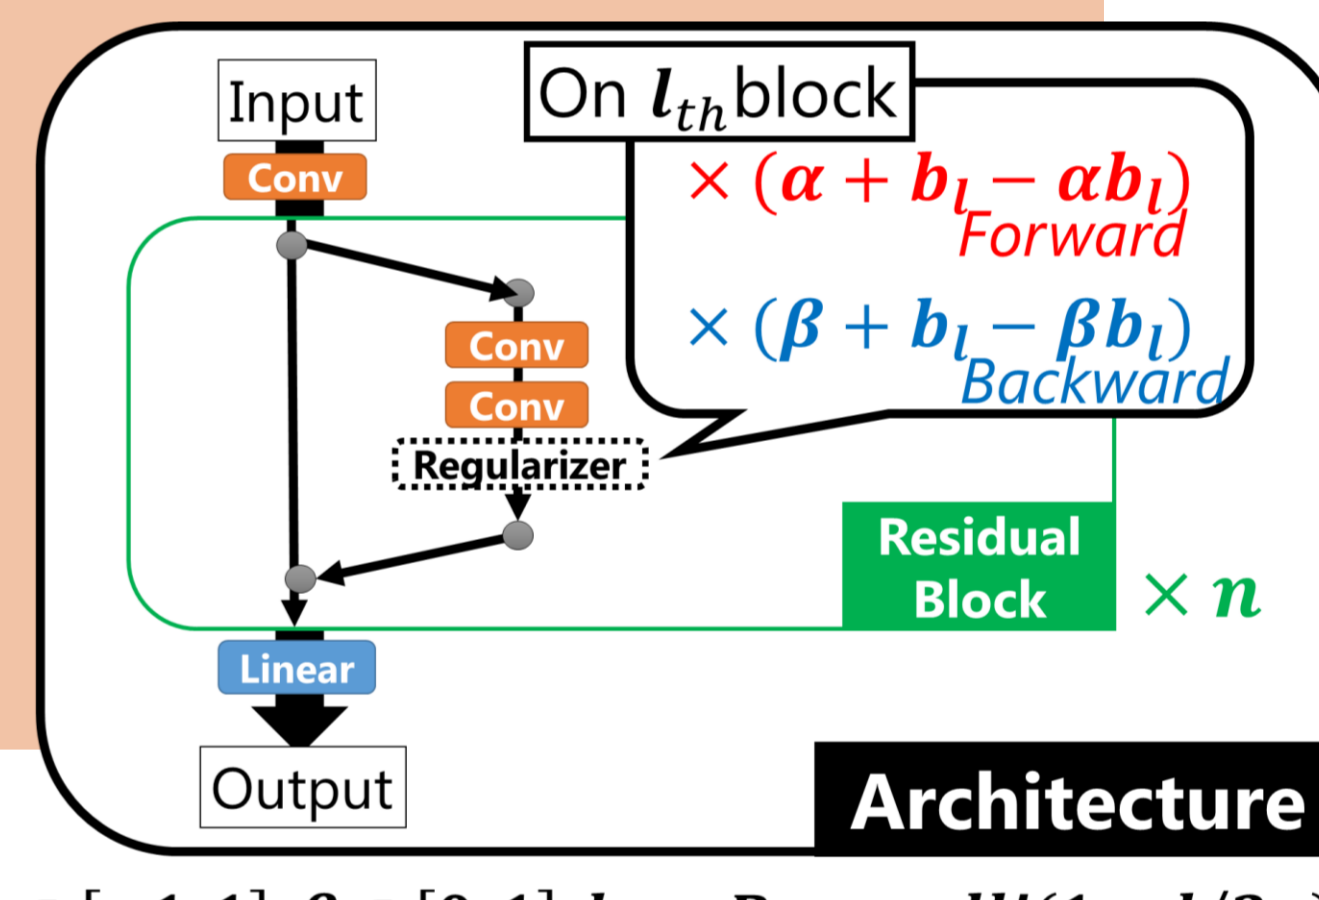 Input
Conv
On l_th block
× (α + b_l − αb_l)
Forward
× (β + b_l − βb_l)
Backward
Conv
Conv
Regularizer
Residual
Block
× n
Linear
Output
Architecture